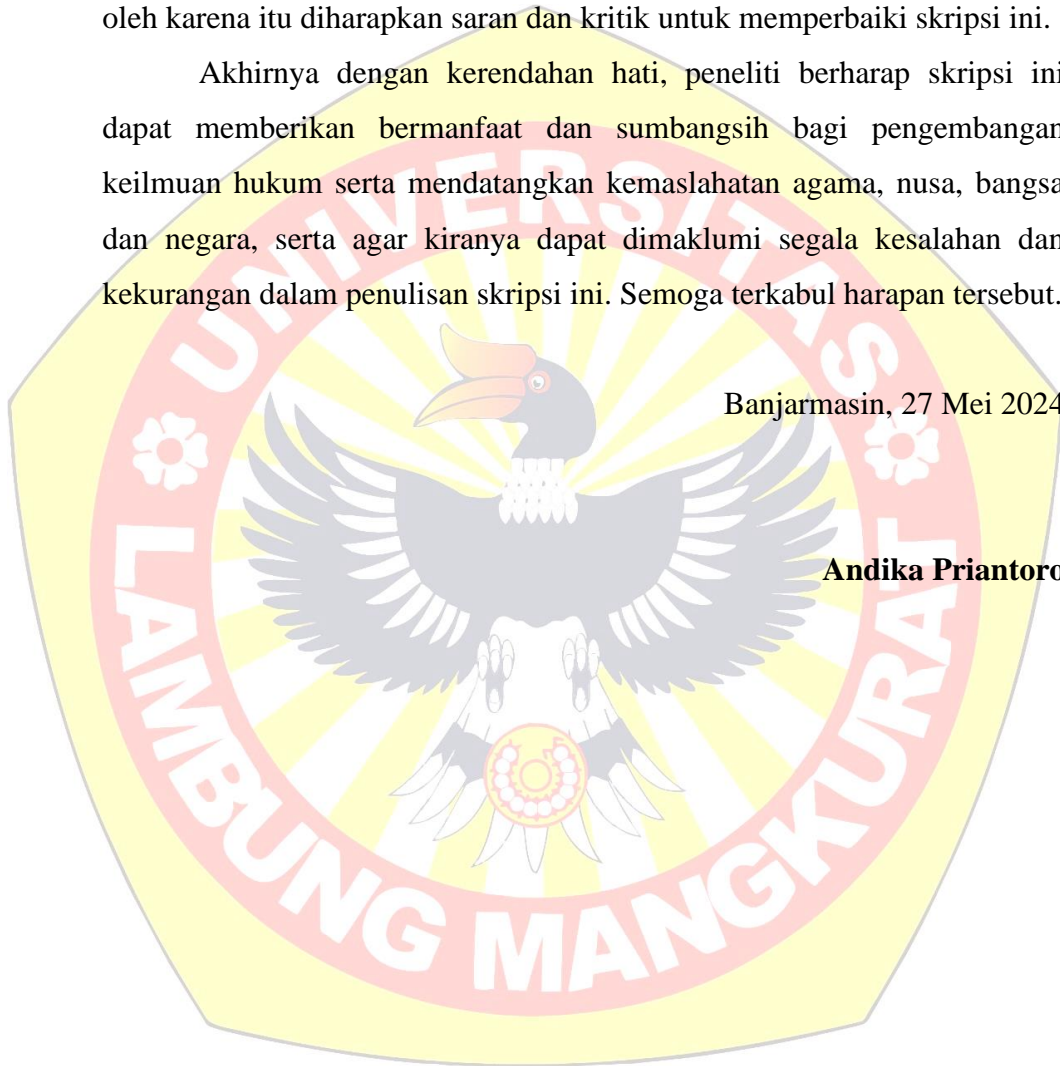 oleh karena itu diharapkan saran dan kritik untuk memperbaiki skripsi ini.
Akhirnya dengan kerendahan hati, peneliti berharap skripsi ini
dapat memberikan bermanfaat dan sumbangsih bagi pengembangan
keilmuan hukum serta mendatangkan kemaslahatan agama, nusa, bangsa
dan negara, serta agar kiranya dapat dimaklumi segala kesalahan dan
kekurangan dalam penulisan skripsi ini. Semoga terkabul harapan tersebut.
Banjarmasin, 27 Mei 2024
Andika Priantoro
UNIVERSITAS
LAMBUNG MANGKURAT